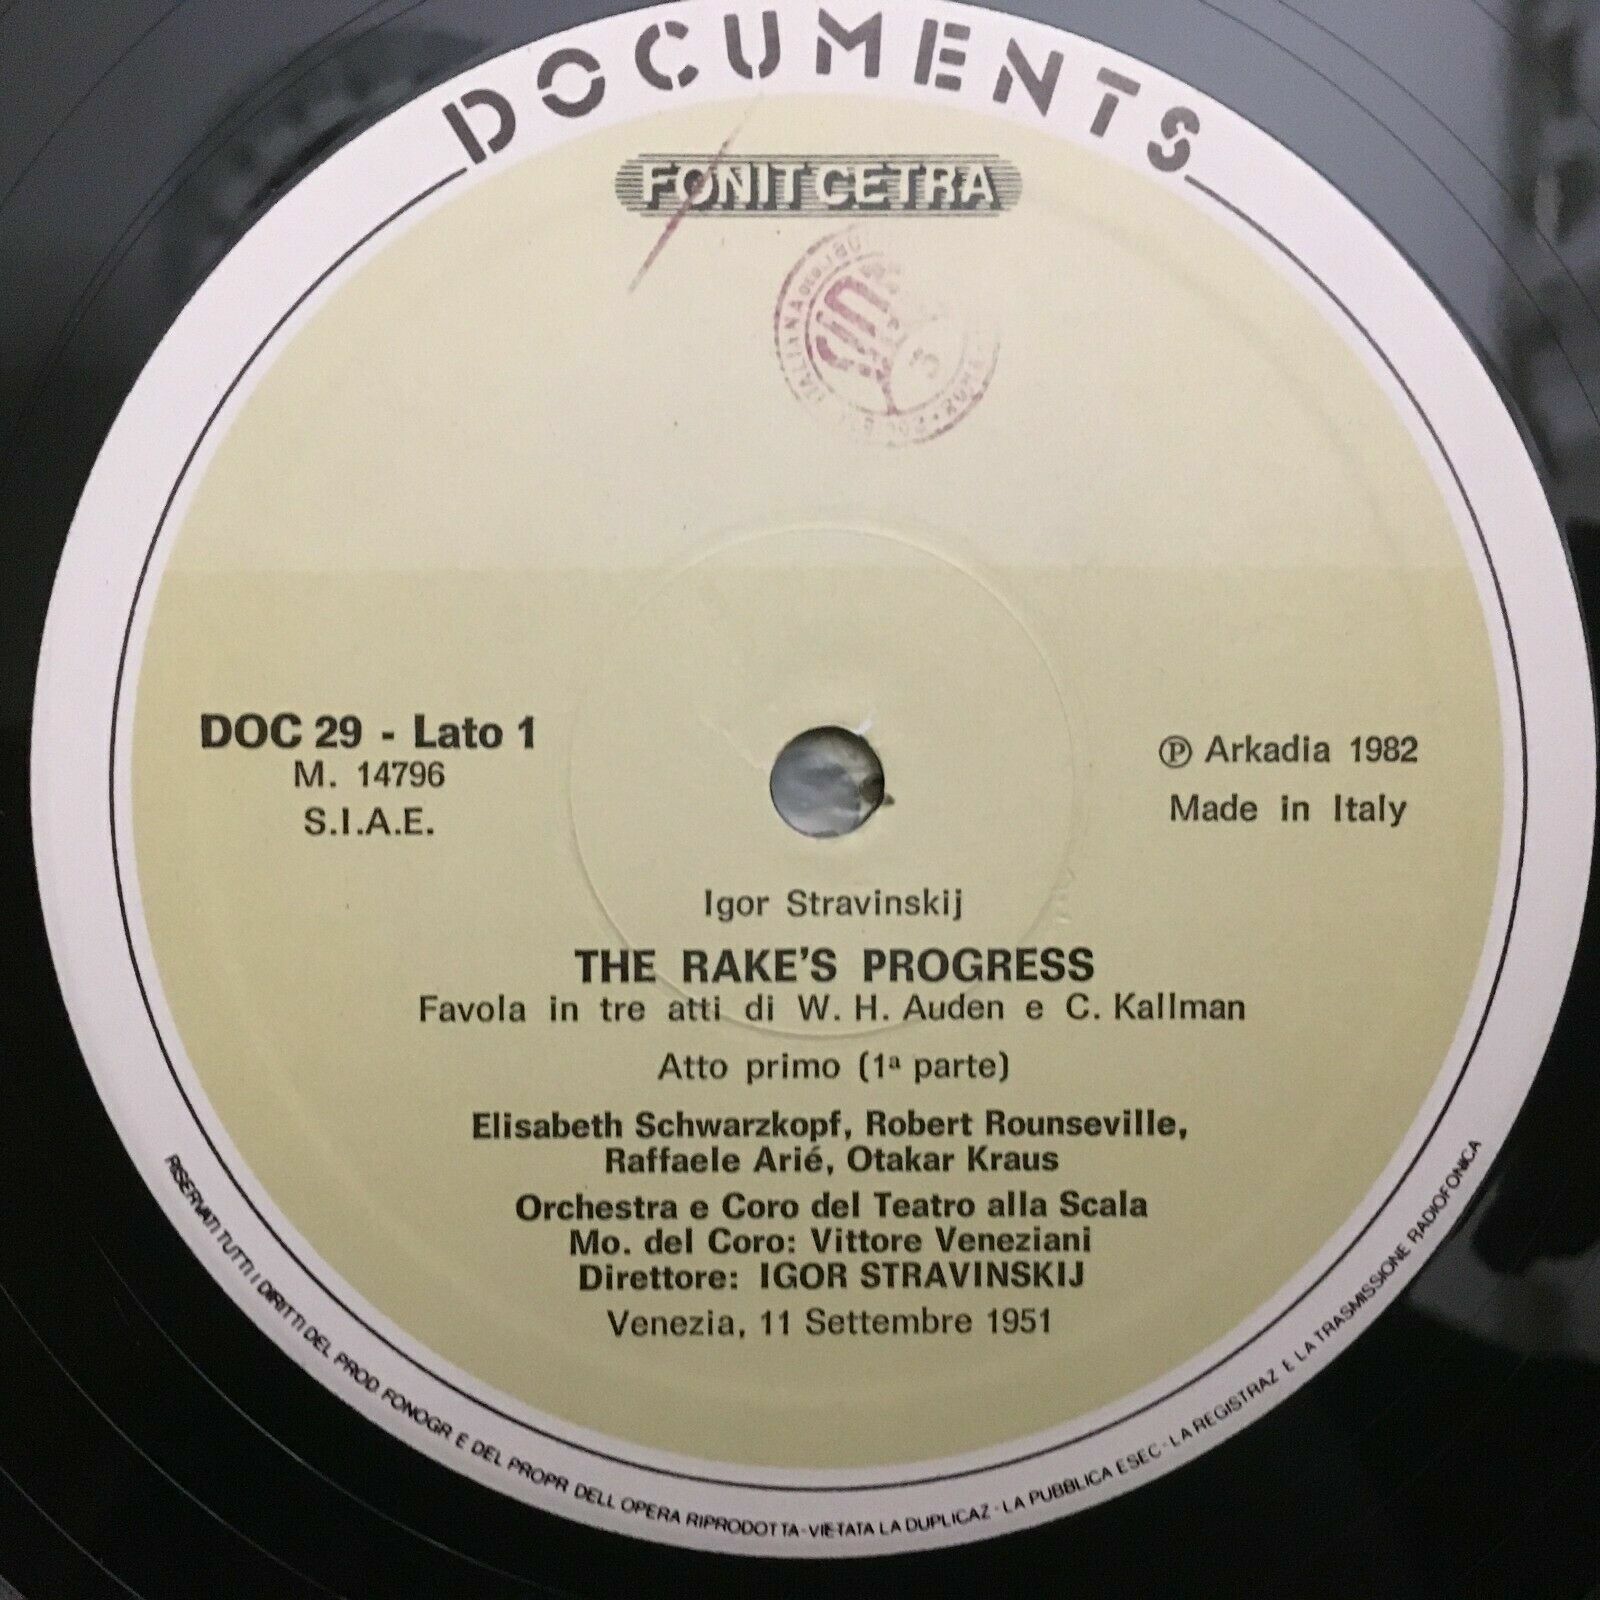 DOCUMENTS
FONIT CETRA
DOC 29 - Lato 1
M. 14796
S.I.A.E.
Ⓟ Arkadia 1982
Made in Italy
Igor Stravinskij
THE RAKE'S PROGRESS
Favola in tre atti di W. H. Auden e C. Kallman
Atto primo (1ª parte)
Elisabeth Schwarzkopf, Robert Rounseville,
Raffaele Arié, Otakar Kraus
Orchestra e Coro del Teatro alla Scala
Mo. del Coro: Vittore Veneziani
Direttore: IGOR STRAVINSKIJ
Venezia, 11 Settembre 1951
RISERVATI TUTTI I DIRITTI DEL PROD. FONOGR E DEL PROPR DELL OPERA RIPRODOTTA-VIETATA LA DUPLICAZ - LA PUBBLICA ESEC - LA REGISTRAZ E LA TRASMISSIONE RADIOFONICA